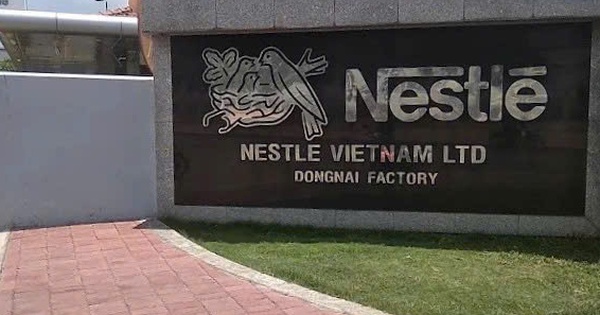 Nestlé
NESTLE VIETNAM LTD
DONGNAI FACTORY